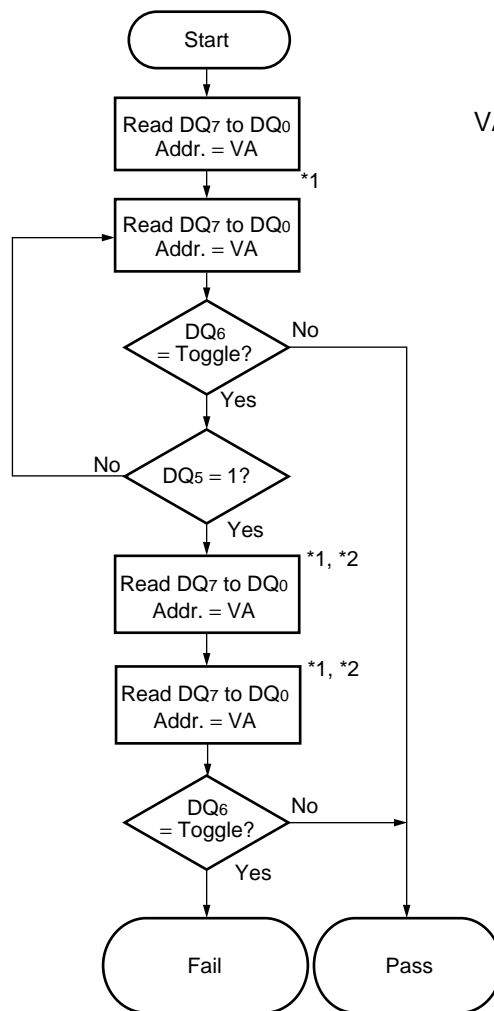 Start
Read DQ7 to DQ0
Addr. = VA
VA
*1
Read DQ7 to DQ0
Addr. = VA
DQ6
= Toggle?
No
Yes
No
DQ5 = 1?
Yes
*1, *2
Read DQ7 to DQ0
Addr. = VA
*1, *2
Read DQ7 to DQ0
Addr. = VA
DQ6
= Toggle?
No
Yes
Fail
Pass